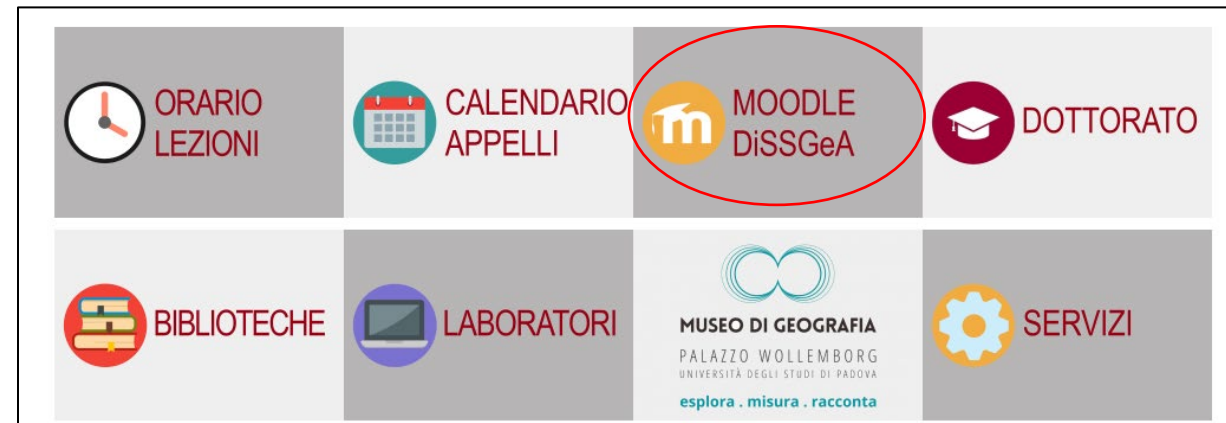 ORARIO
LEZIONI
CALENDARIO
APPELLI
m
MOODLE
DiSSGeA
DOTTORATO
BIBLIOTECHE
LABORATORI
MUSEO DI GEOGRAFIA
PALAZZO WOLLEMBORG
UNIVERSITÀ DEGLI STUDI DI PADOVA
esplora . misura . racconta
SERVIZI